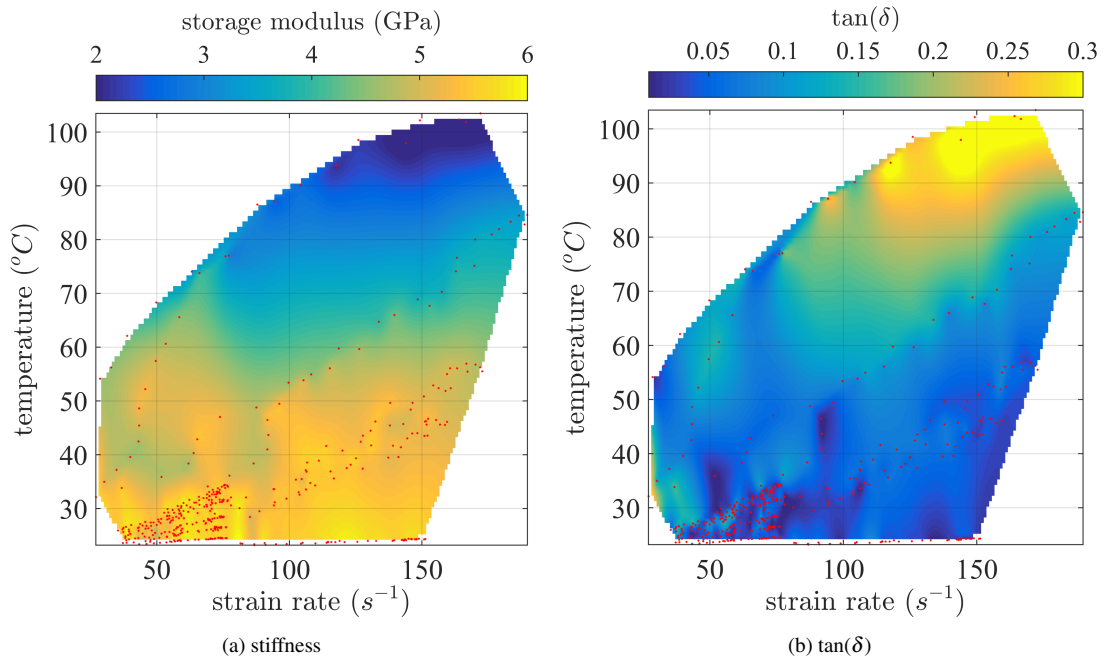 storage modulus (GPa)
2 3 4 5 6
100
90
80
70
60
50
40
30
temperature (°C)
50 100 150
strain rate (s⁻¹)
(a) stiffness
tan(δ)
0.05 0.1 0.15 0.2 0.25 0.3
100
90
80
70
60
50
40
30
temperature (°C)
50 100 150
strain rate (s⁻¹)
(b) tan(δ)